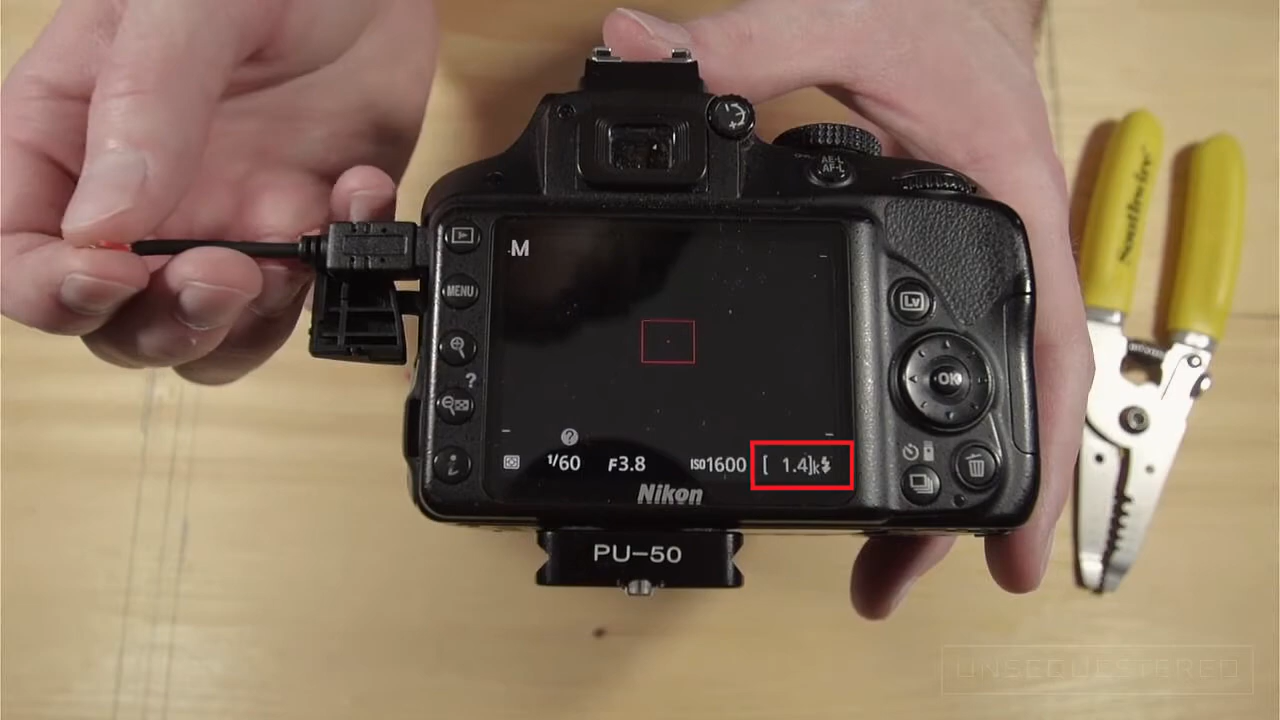 AE-L
AF-L
M
MENU
Lv
OK
?
?
i
1/60 F3.8 ISO1600 [ 1.4]k
Nikon
PU-50
Southwire
UNSEQUESTERED